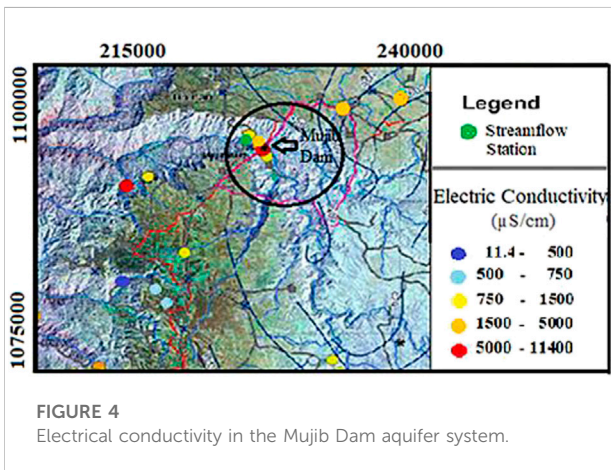 215000 240000
1100000
1075000
Mujib
Dam
Legend
Streamflow
Station
Electric Conductivity
(µS/cm)
11.4 - 500
500 - 750
750 - 1500
1500 - 5000
5000 - 11400
FIGURE 4
Electrical conductivity in the Mujib Dam aquifer system.